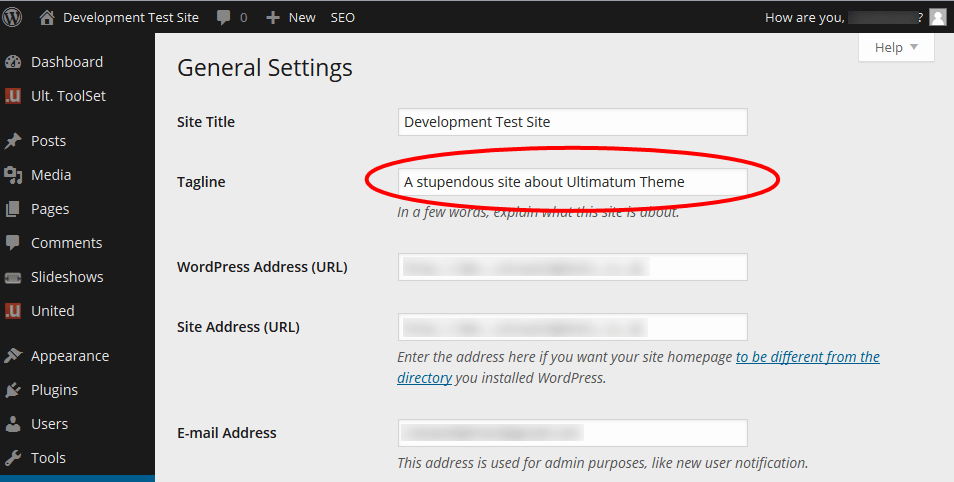 Development Test Site 0 New SEO How are you, ?
Help
Dashboard
Ult. ToolSet
Posts
Media
Pages
Comments
Slideshows
United
Appearance
Plugins
Users
Tools
General Settings
Site Title Development Test Site
Tagline A stupendous site about Ultimatum Theme
In a few words, explain what this site is about.
WordPress Address (URL)
Site Address (URL)
Enter the address here if you want your site homepage to be different from the
directory you installed WordPress.
E-mail Address
This address is used for admin purposes, like new user notification.